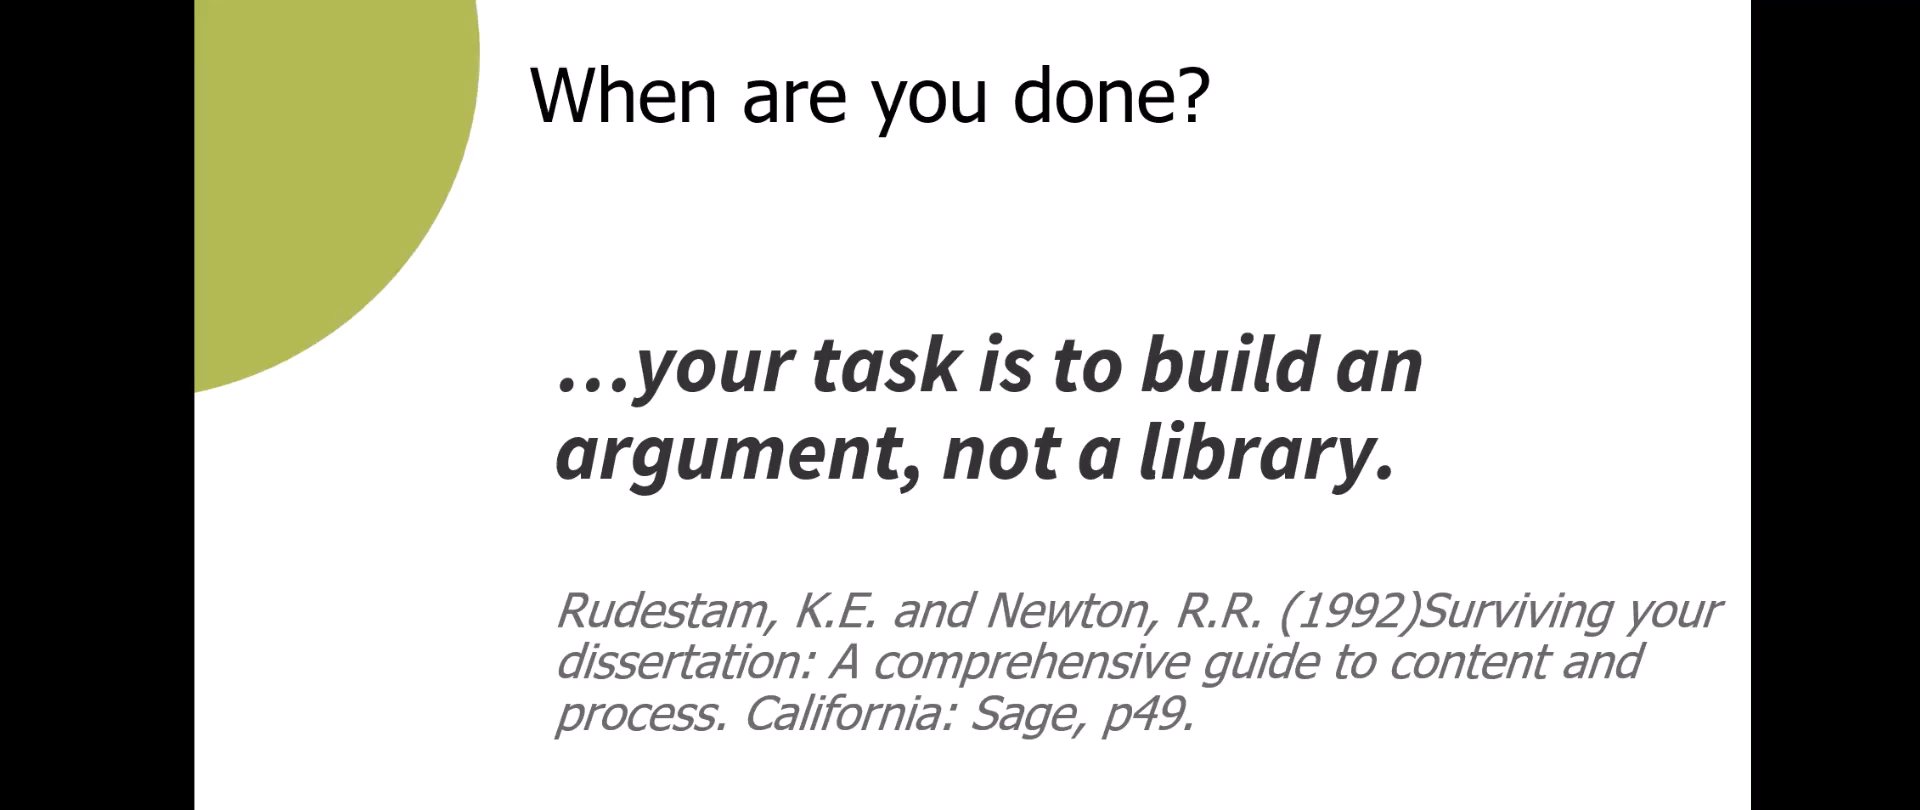 When are you done?
...your task is to build an
argument, not a library.
Rudestam, K.E. and Newton, R.R. (1992)Surviving your
dissertation: A comprehensive guide to content and
process. California: Sage, p49.